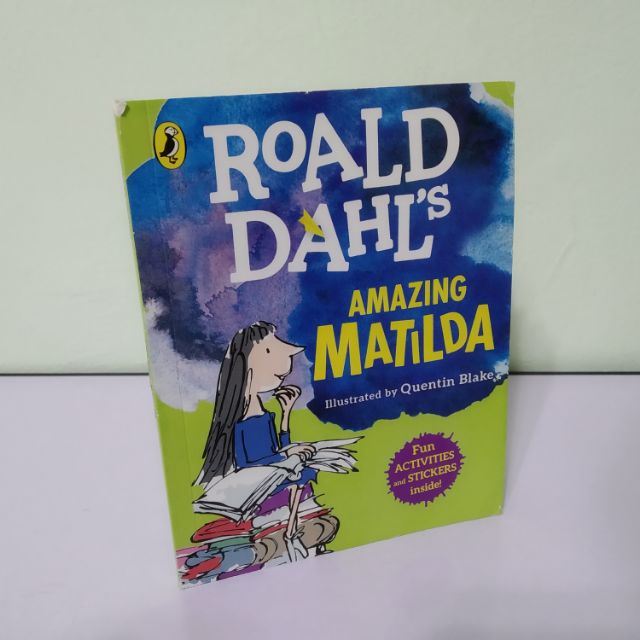 ROALD
DAHL's
AMAZING
MATILDA
Illustrated by Quentin Blake
Fun
ACTIVITIES
and STICKERS
inside!